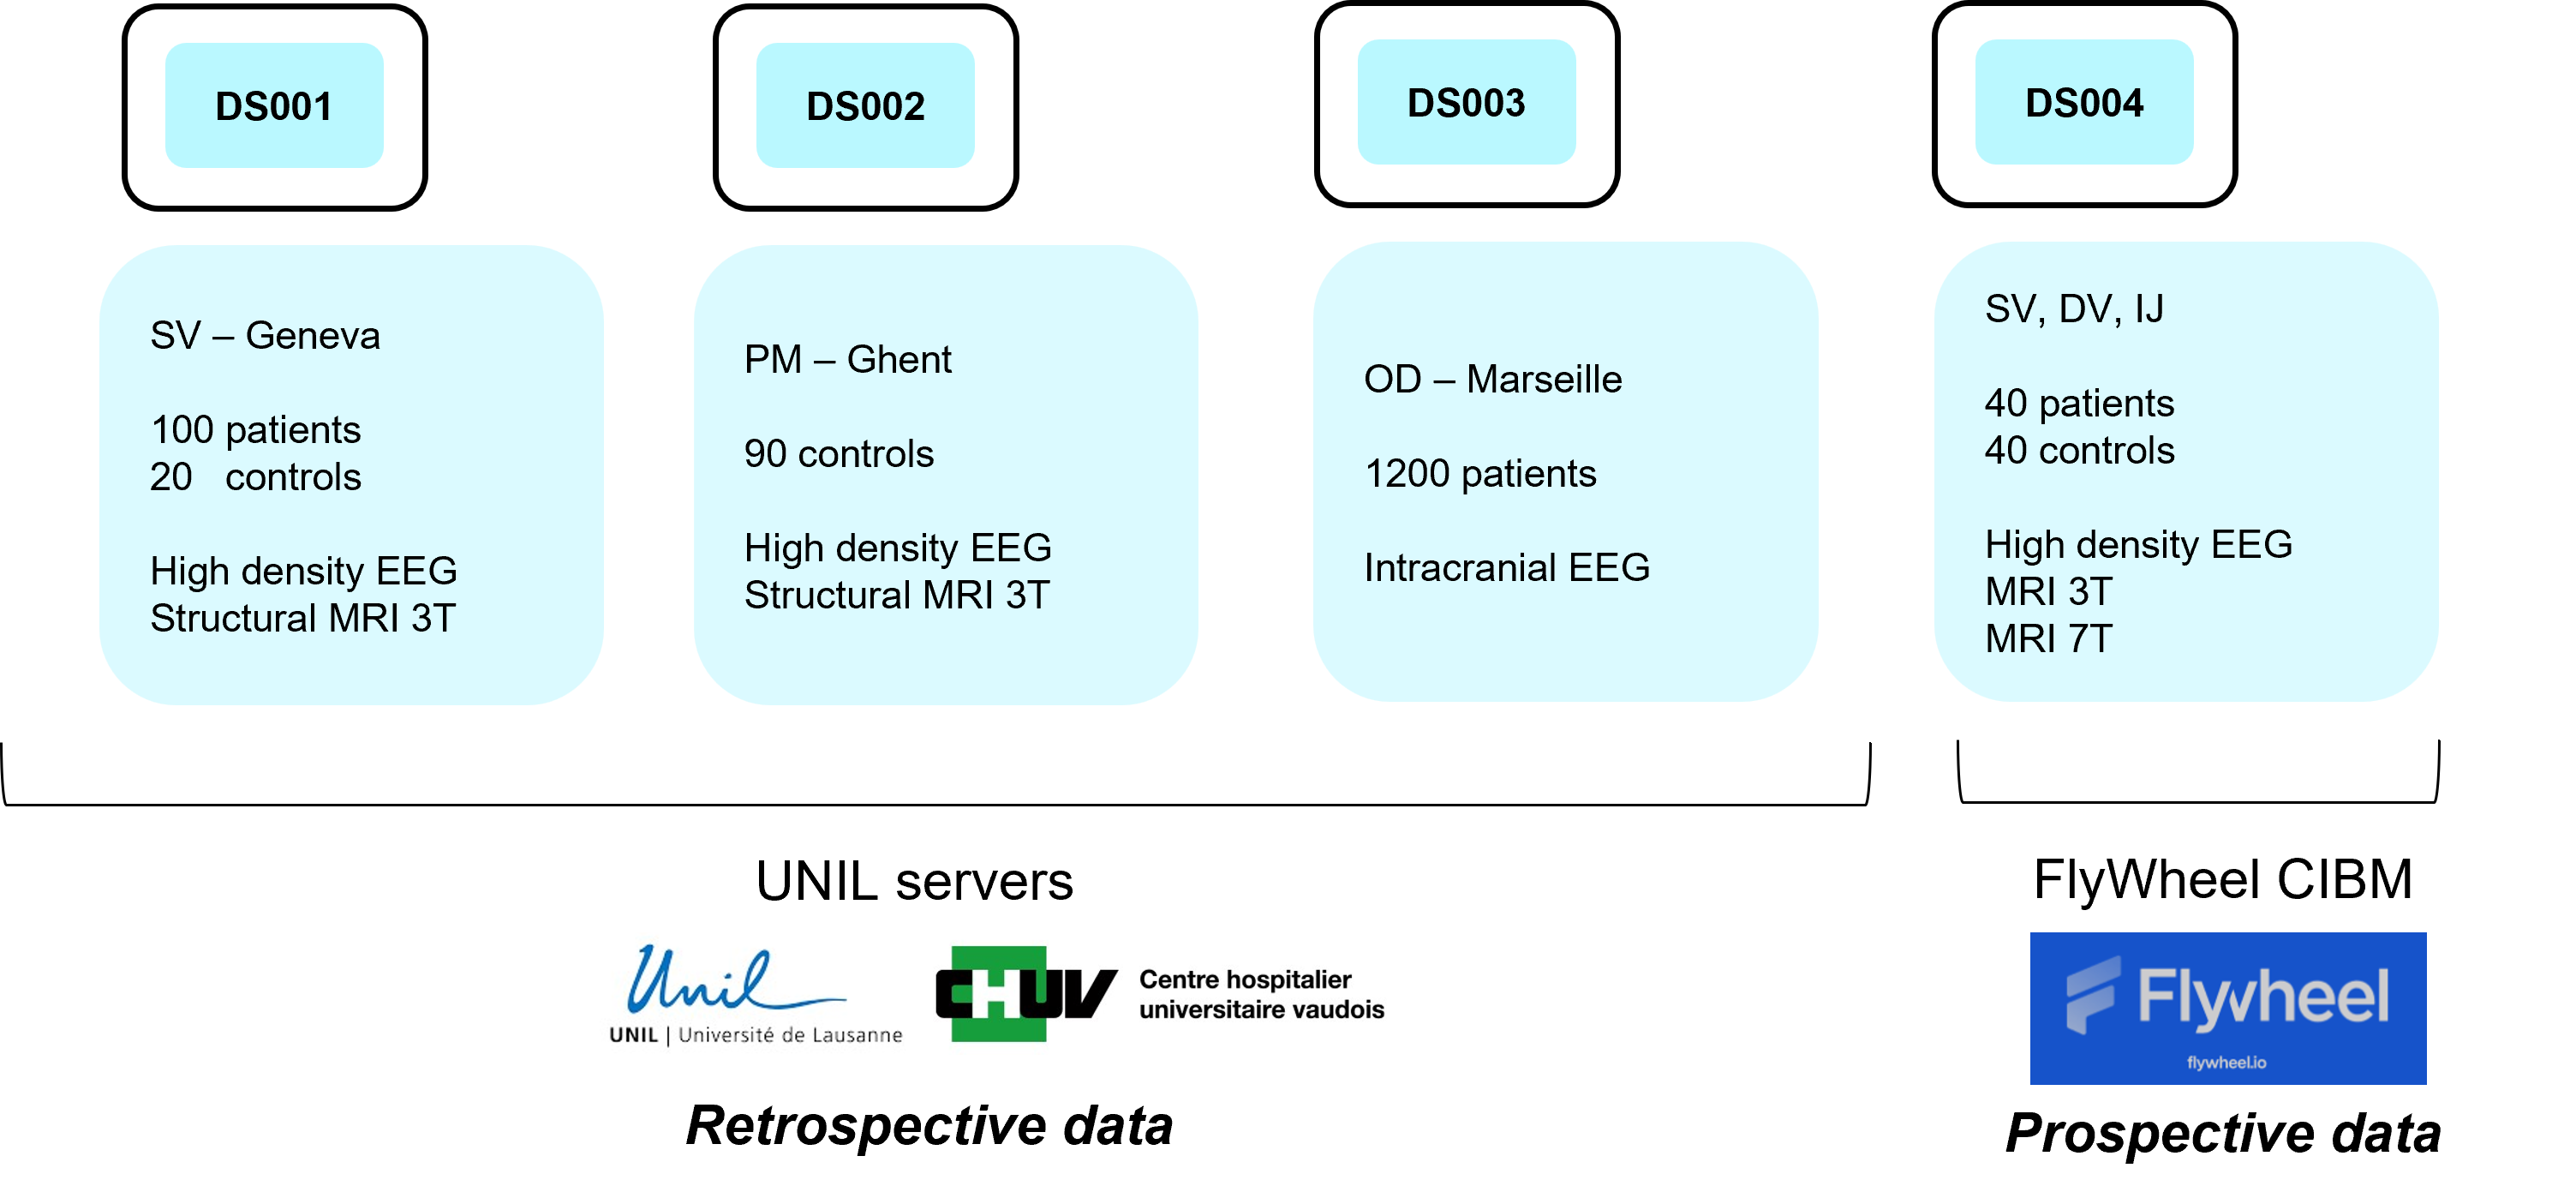 DS001
DS002
DS003
DS004
SV – Geneva
100 patients
20 controls
High density EEG
Structural MRI 3T
PM – Ghent
90 controls
High density EEG
Structural MRI 3T
OD – Marseille
1200 patients
Intracranial EEG
SV, DV, IJ
40 patients
40 controls
High density EEG
MRI 3T
MRI 7T
UNIL servers
Unil
UNIL | Université de Lausanne
CHUV
Centre hospitalier
universitaire vaudois
Retrospective data
FlyWheel CIBM
Flywheel
flywheel.io
Prospective data